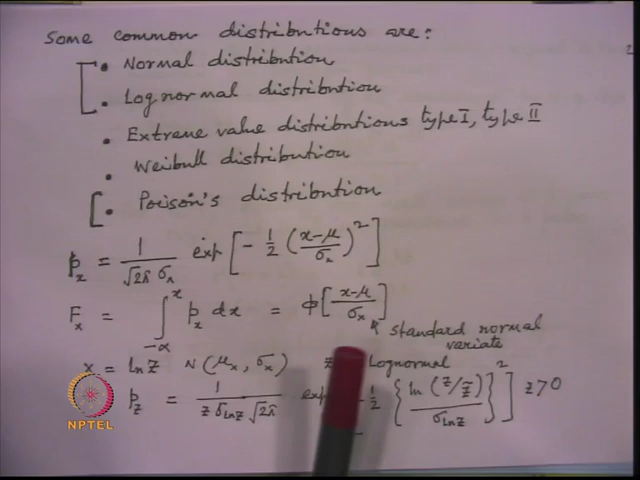 Some common distributions are:
• Normal distribution
• Lognormal distribution
• Extreme value distributions type I, type II
• Weibull distribution
• Poison's distribution
p_x = 1/(√2π σ_x) exp[-1/2 ((x-μ)/σ_x)^2]
F_x = ∫_{-∞}^{x} p_x dx = ϕ[(x-μ)/σ_x]
standard normal
variate
x = ln z N(μ_x, σ_x) z Lognormal
p_z = 1/(z σ_lnz √2π) exp 1/2 {ln(z/z̃)/σ_lnz}^2] z>0
NPTEL